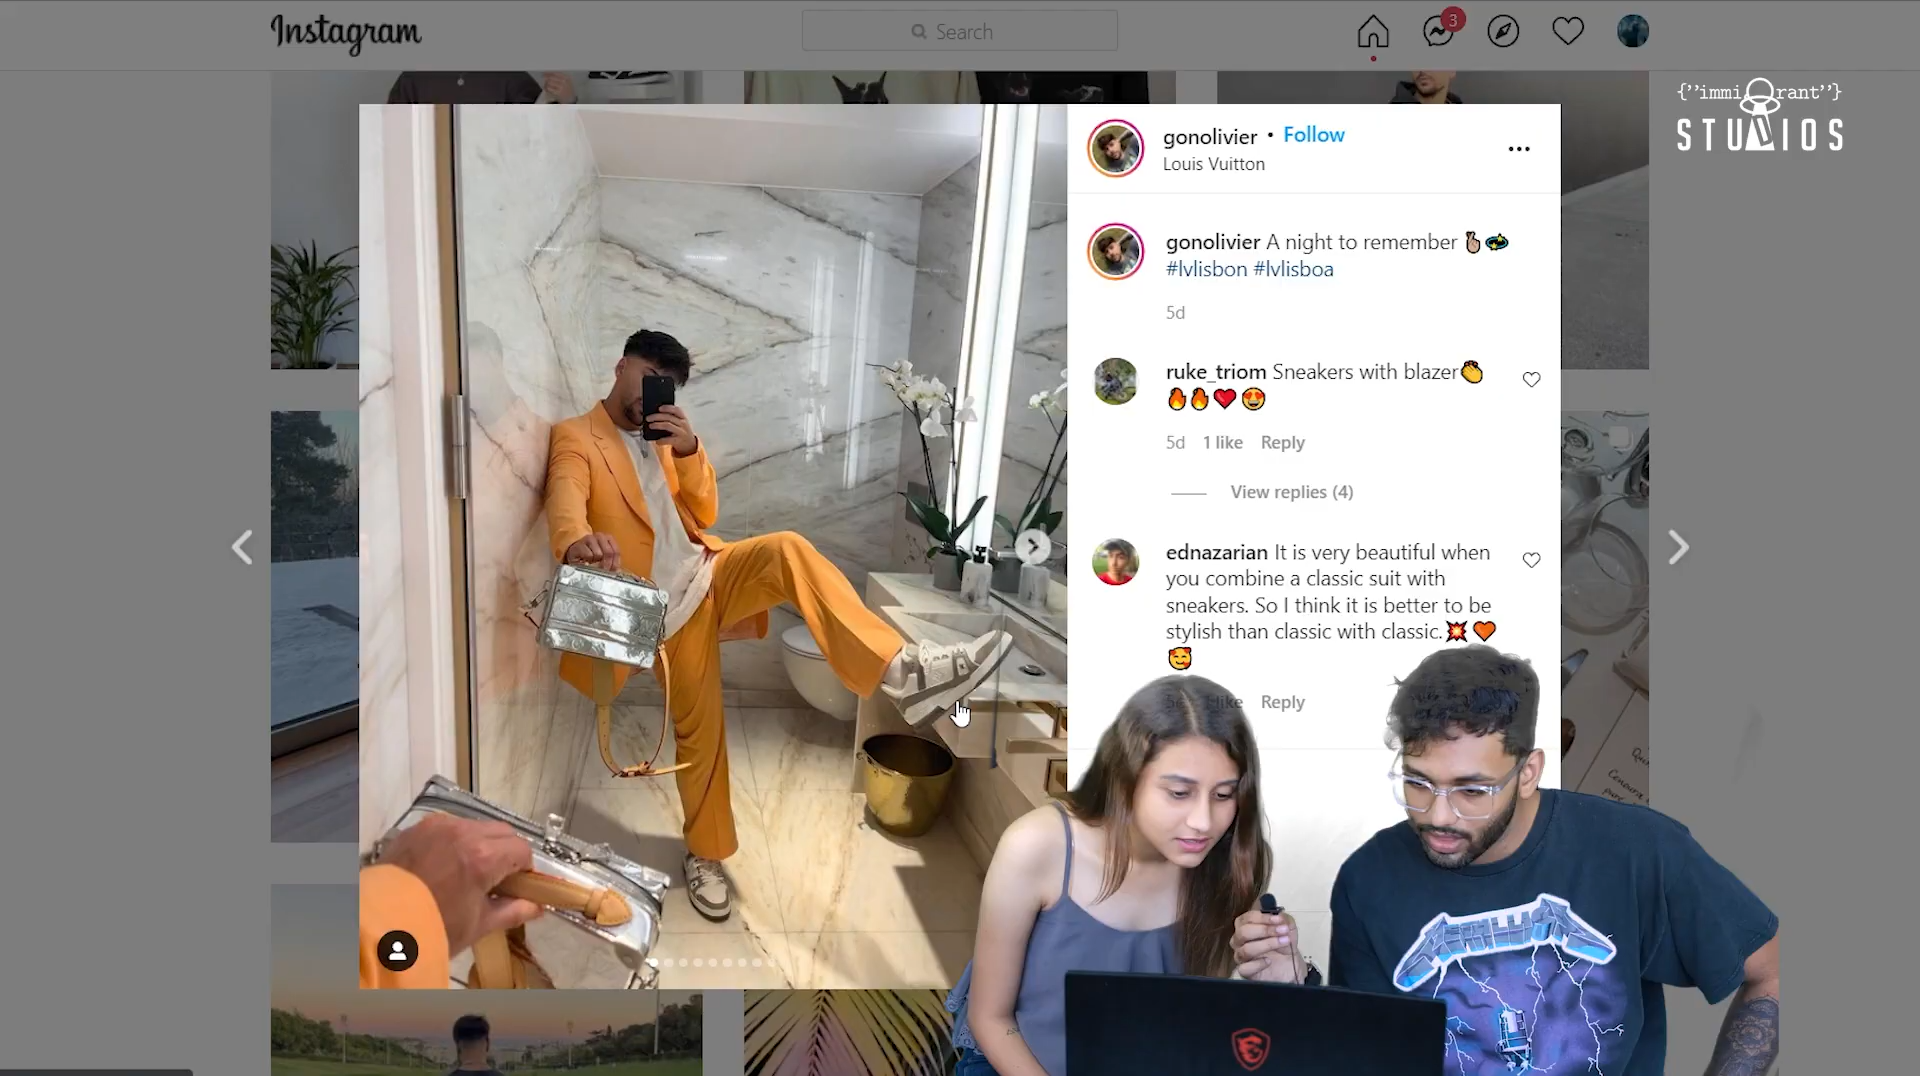 Instagram
Search
3
{"immigrant"}
STUDIOS
gonolivier • Follow
Louis Vuitton
gonolivier A night to remember
#lvlisbon #lvlisboa
5d
ruke_triom Sneakers with blazer
5d 1 like Reply
View replies (4)
ednazarian It is very beautiful when
you combine a classic suit with
sneakers. So I think it is better to be
stylish than classic with classic.
like Reply